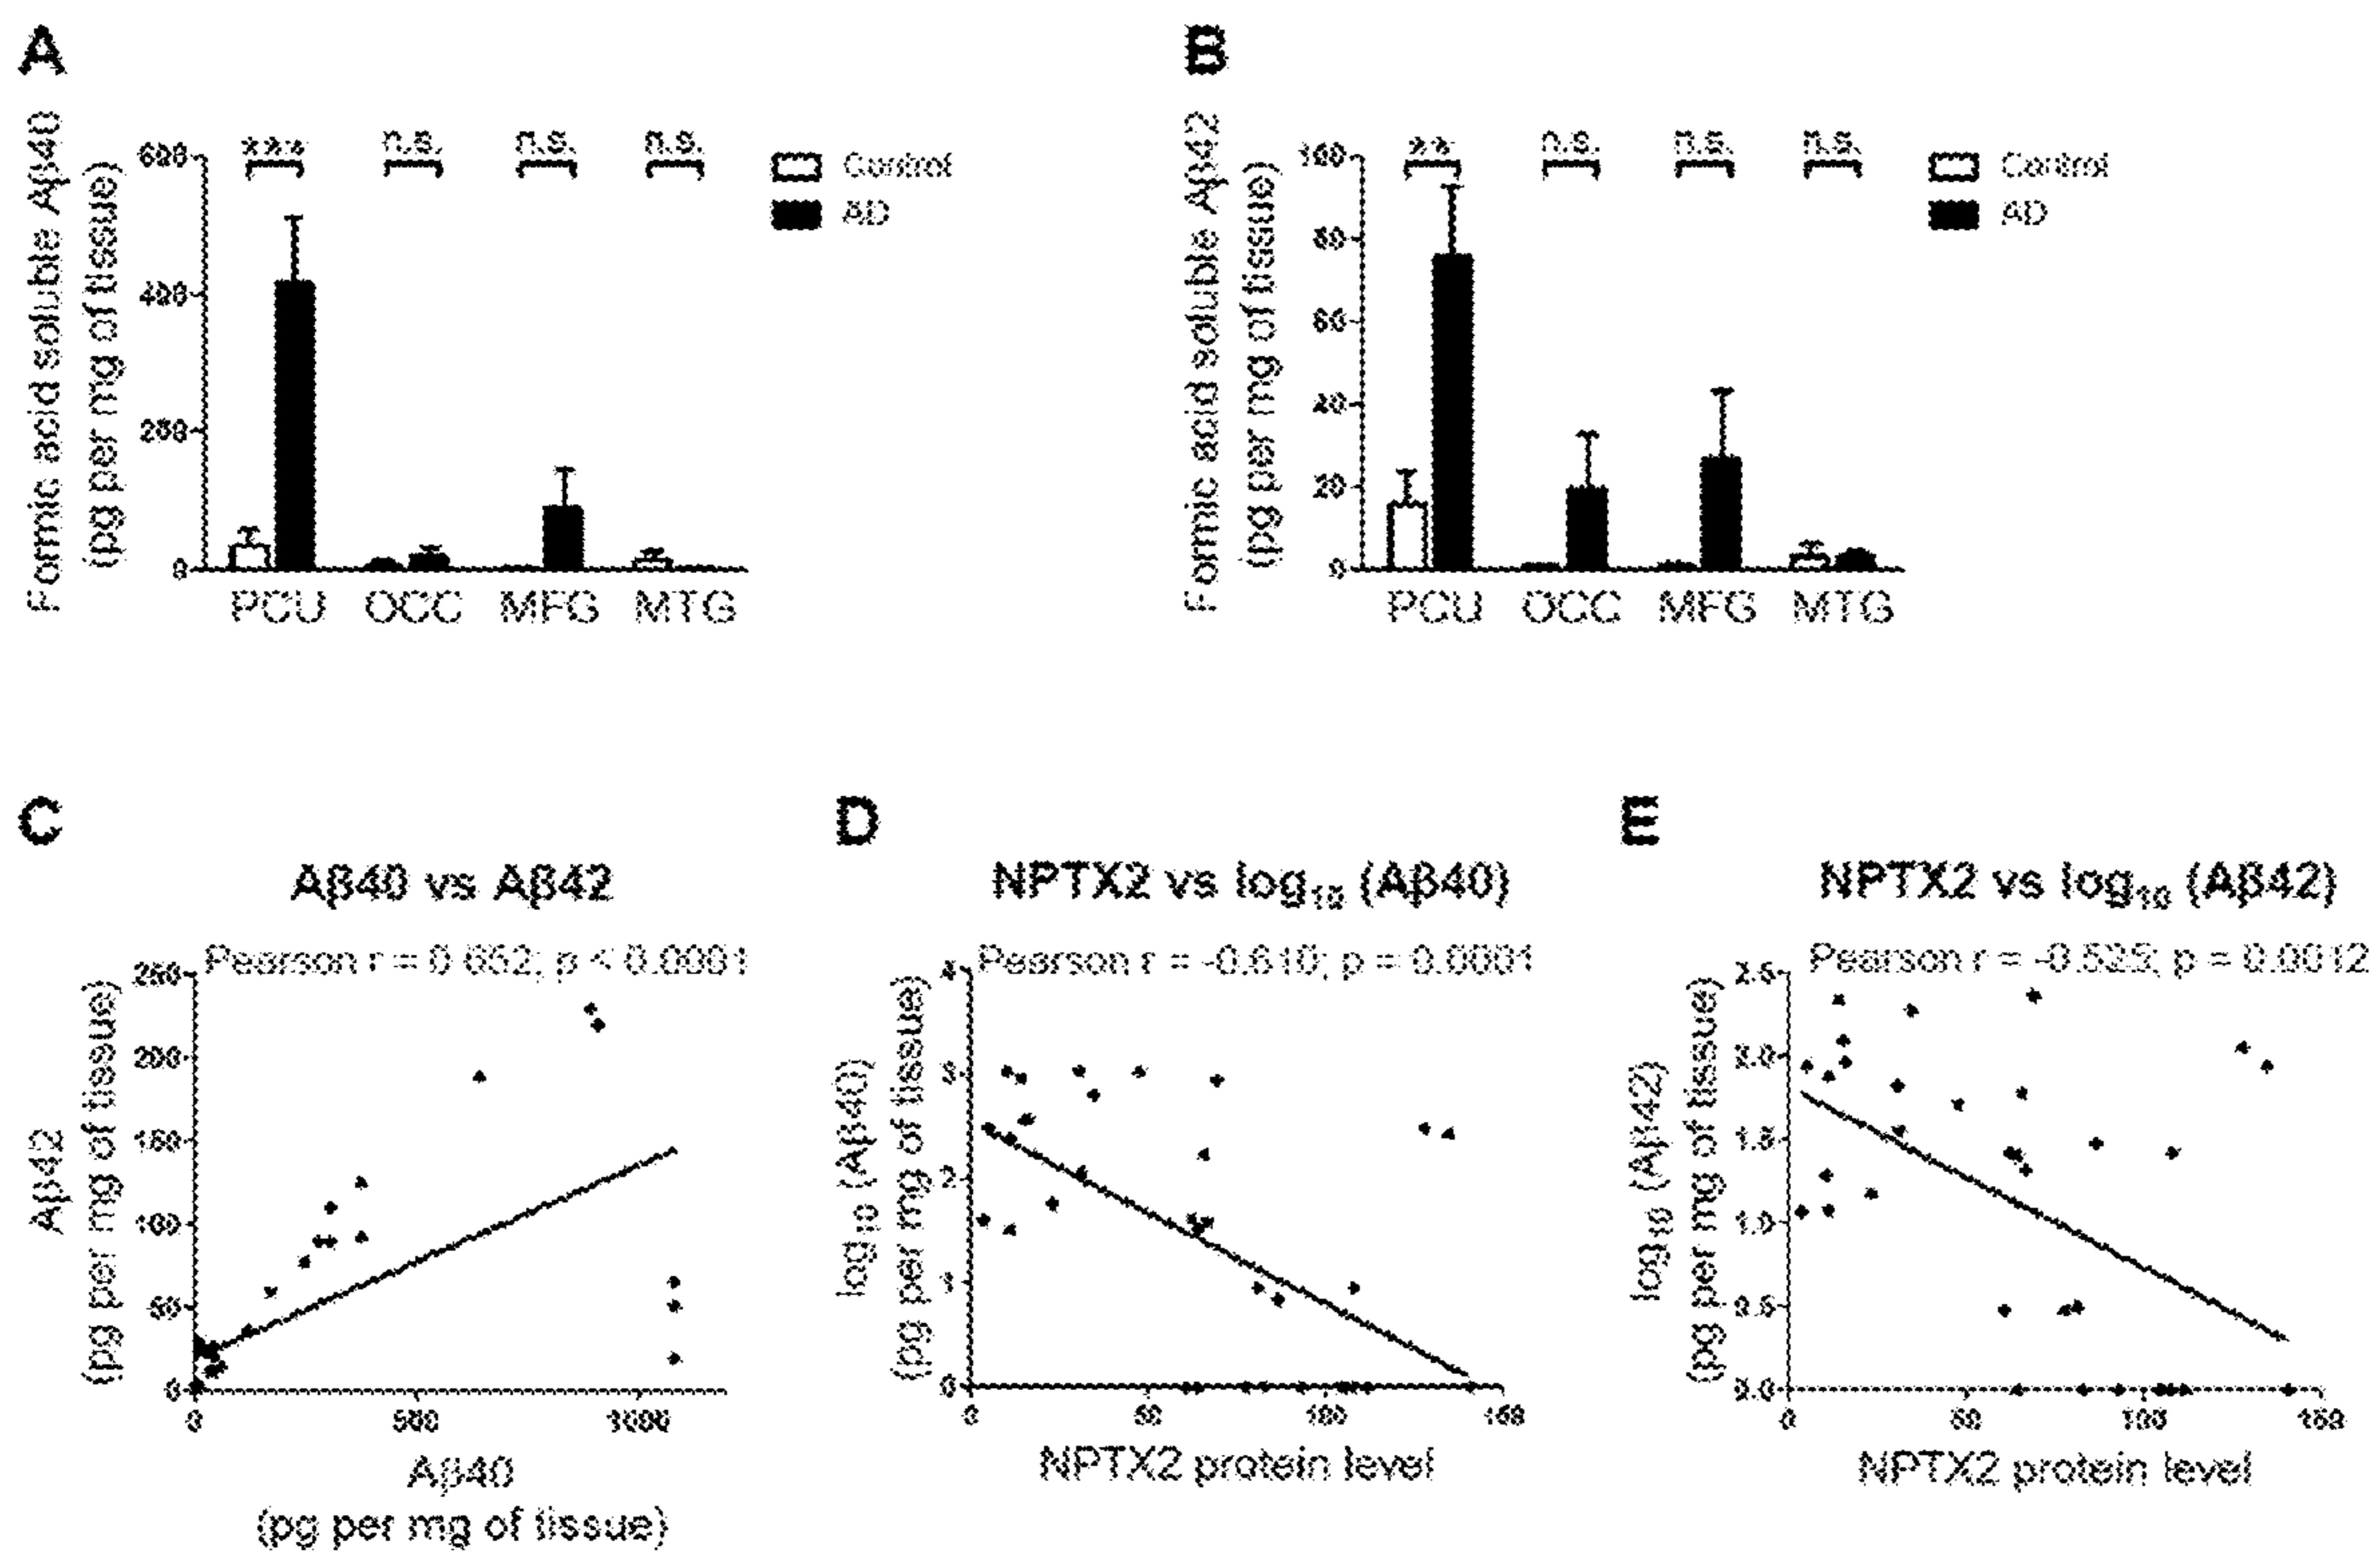 A
Formic acid soluble Aβ40
(pg per mg of tissue)
600
400
200
0
*** n.s. n.s. n.s.
Control
AD
PCU OCC MFG MTG
B
Formic acid soluble Aβ42
(pg per mg of tissue)
100
80
60
40
20
0
** n.s. n.s. n.s.
Control
AD
PCU OCC MFG MTG
C
Aβ40 vs Aβ42
Pearson r = 0.652; p < 0.0001
Aβ42
(pg per mg of tissue)
250
200
150
100
50
0
0 500 1000
Aβ40
(pg per mg of tissue)
D
NPTX2 vs log₁₀ (Aβ40)
Pearson r = -0.610; p = 0.0001
log₁₀ (Aβ40)
(pg per mg of tissue)
4
3
2
1
0
0 50 100 150
NPTX2 protein level
E
NPTX2 vs log₁₀ (Aβ42)
Pearson r = -0.525; p = 0.0012
log₁₀ (Aβ42)
(pg per mg of tissue)
2.5
2.0
1.5
1.0
0.5
0.0
0 50 100 150
NPTX2 protein level